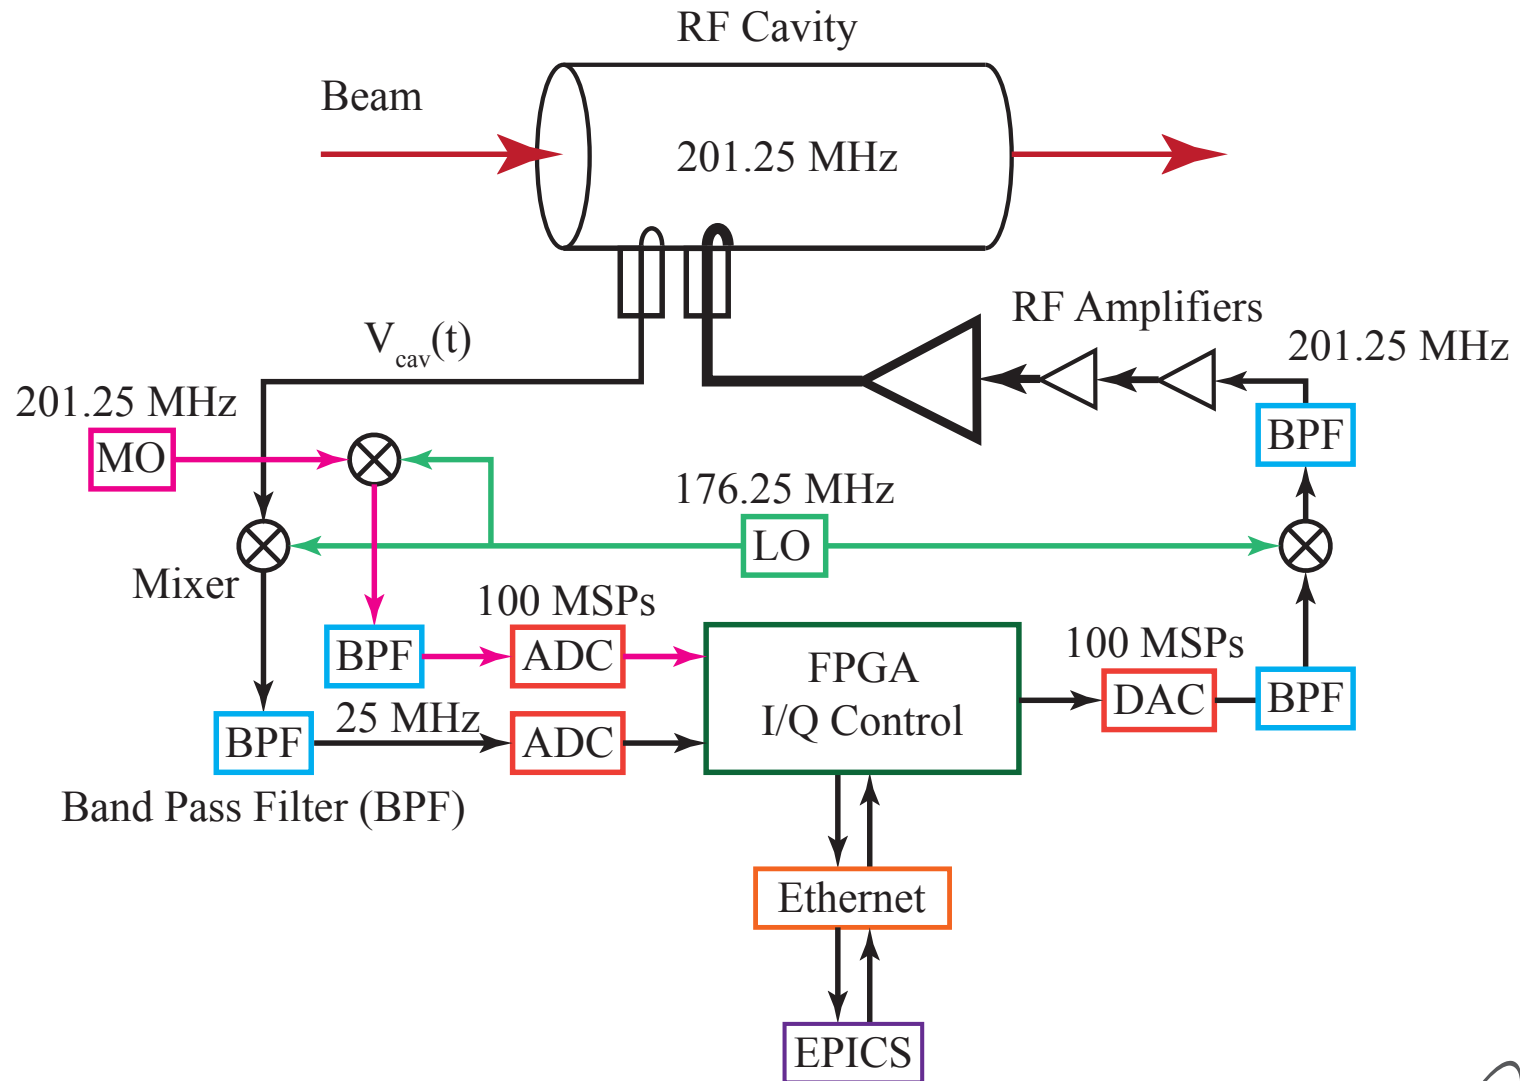 RF Cavity
Beam
201.25 MHz
RF Amplifiers
V_cav(t)
201.25 MHz
201.25 MHz
MO
BPF
176.25 MHz
LO
Mixer
100 MSPs
BPF
ADC
FPGA
I/Q Control
100 MSPs
DAC
BPF
25 MHz
BPF
ADC
Band Pass Filter (BPF)
Ethernet
EPICS